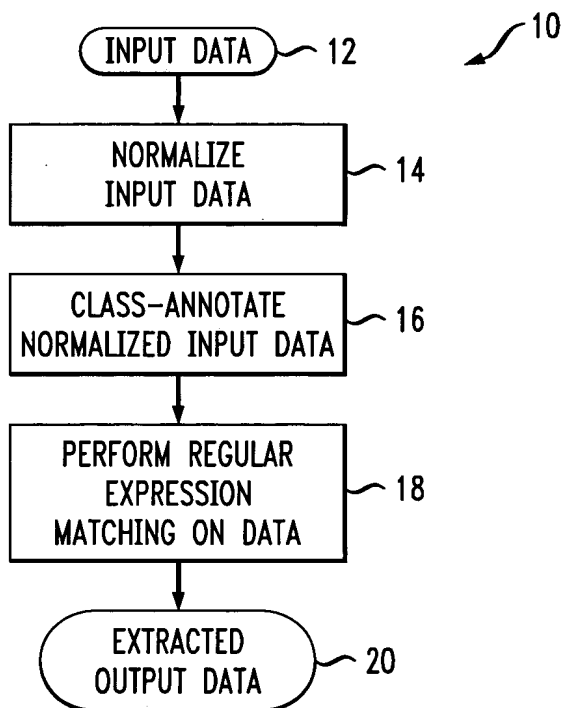 10
INPUT DATA
12
NORMALIZE
INPUT DATA
14
CLASS-ANNOTATE
NORMALIZED INPUT DATA
16
PERFORM REGULAR
EXPRESSION
MATCHING ON DATA
18
EXTRACTED
OUTPUT DATA
20